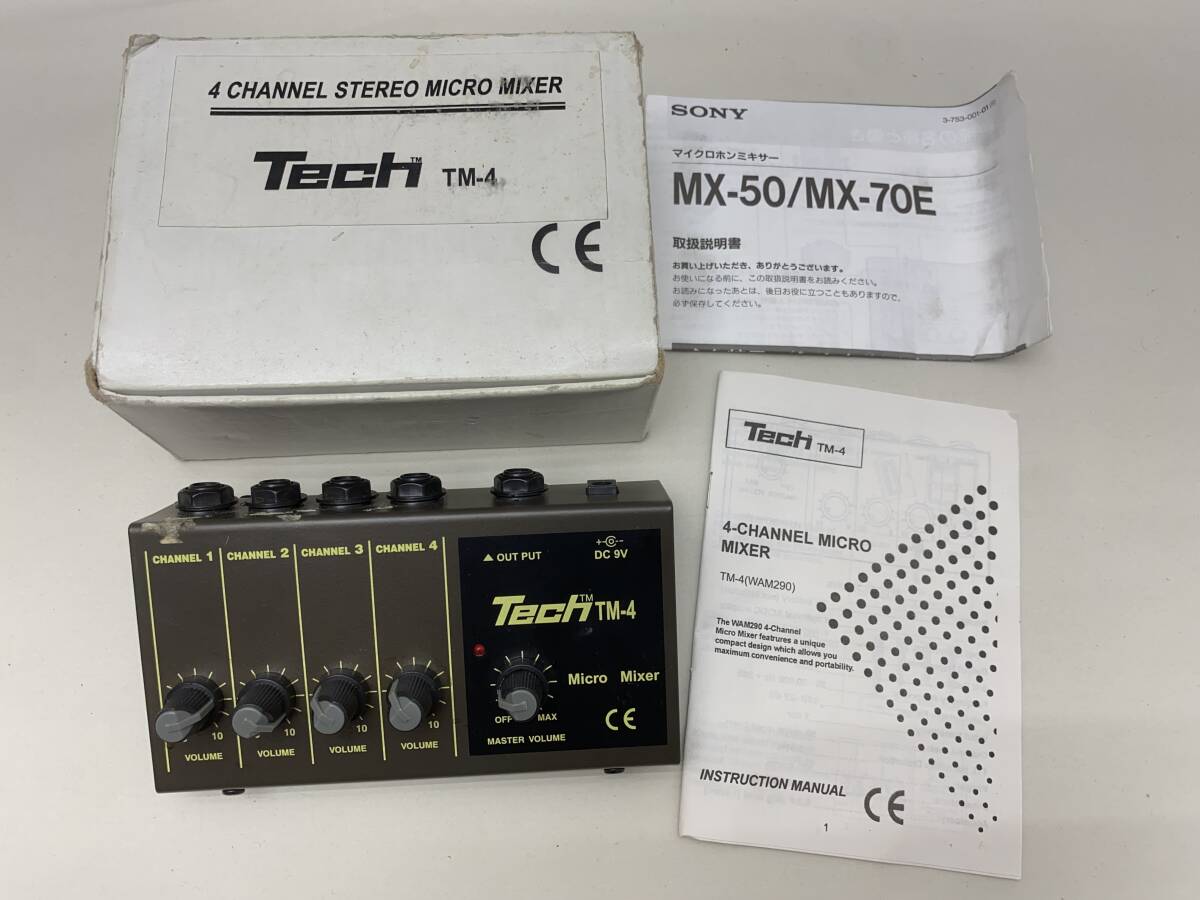 4 CHANNEL STEREO MICRO MIXER
Tech™ TM-4
CE
SONY
3-753-001-01(1)
マイクロホンミキサー
MX-50/MX-70E
取扱説明書
お買い上げいただき、ありがとうございます。
お使いになる前に、この取扱説明書をお読みください。
お読みになったあとは、後日お役に立つこともありますので、
必ず保存してください。
CHANNEL 1
CHANNEL 2
CHANNEL 3
CHANNEL 4
▲ OUT PUT
+ -
DC 9V
Tech™ TM-4
Micro Mixer
OFF MAX
MASTER VOLUME
CE
10
VOLUME
10
VOLUME
10
VOLUME
10
VOLUME
Tech TM-4
4-CHANNEL MICRO
MIXER
TM-4(WAM290)
The WAM290 4-Channel
Micro Mixer featrures a unique
compact design which allows you
maximum convenience and portability.
INSTRUCTION MANUAL
CE
1